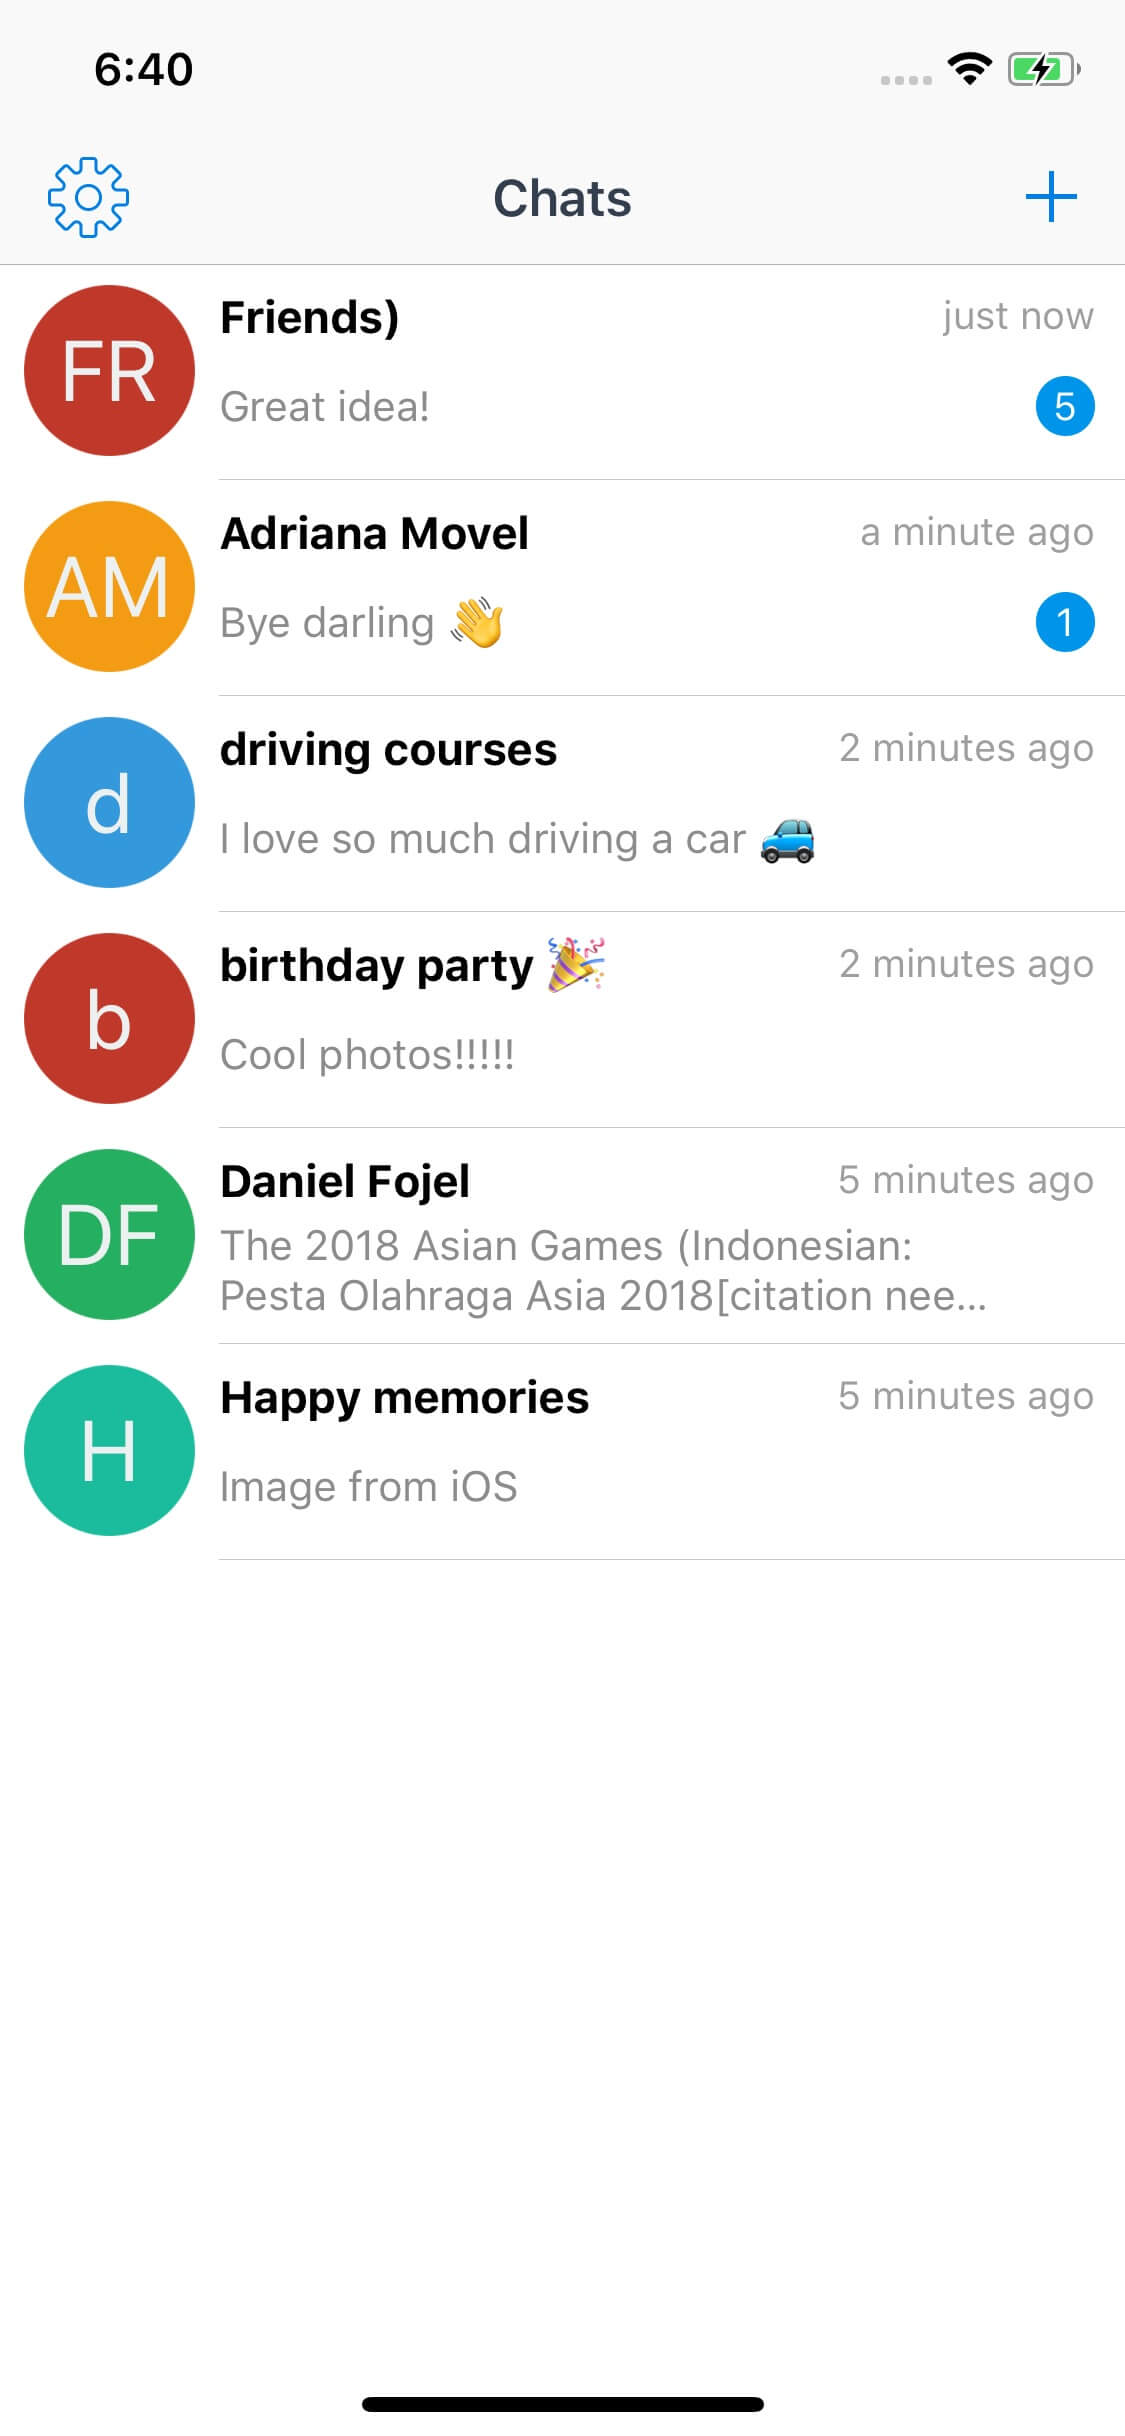 6:40
Chats
FR
Friends)
just now
Great idea!
5
AM
Adriana Movel
a minute ago
Bye darling 👋
1
d
driving courses
2 minutes ago
I love so much driving a car 🚙
b
birthday party 🎉
2 minutes ago
Cool photos!!!!!
DF
Daniel Fojel
5 minutes ago
The 2018 Asian Games (Indonesian:
Pesta Olahraga Asia 2018[citation nee...
H
Happy memories
5 minutes ago
Image from iOS